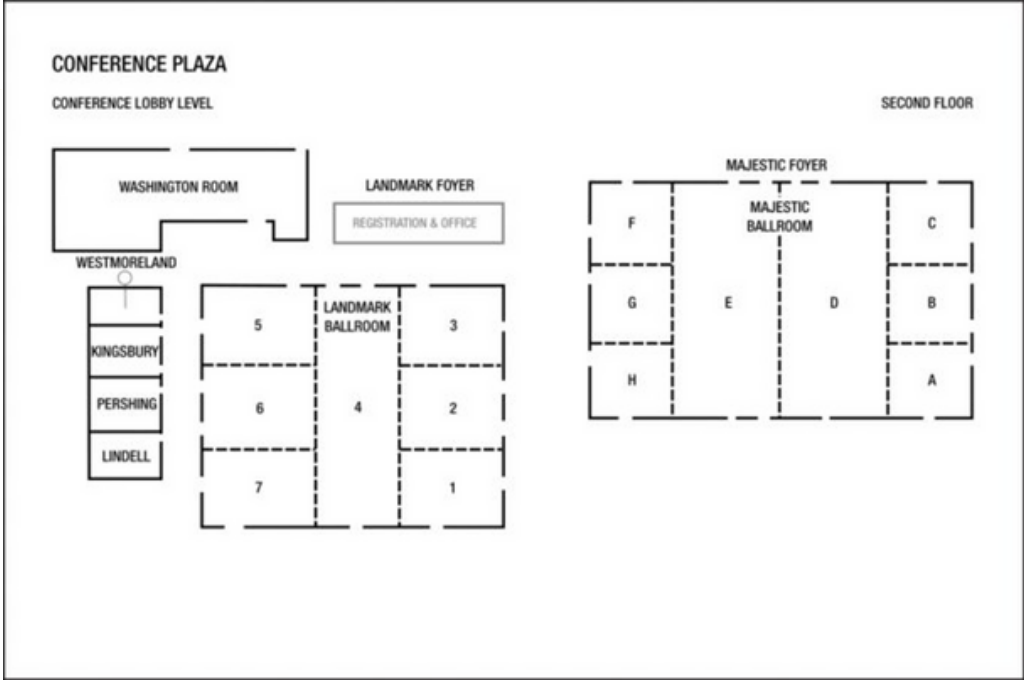 CONFERENCE PLAZA
CONFERENCE LOBBY LEVEL
SECOND FLOOR
WASHINGTON ROOM
LANDMARK FOYER
REGISTRATION & OFFICE
WESTMORELAND
KINGSBURY
PERSHING
LINDELL
LANDMARK
BALLROOM
5
3
6
4
2
7
1
MAJESTIC FOYER
MAJESTIC
BALLROOM
F
C
G
E
D
B
H
A